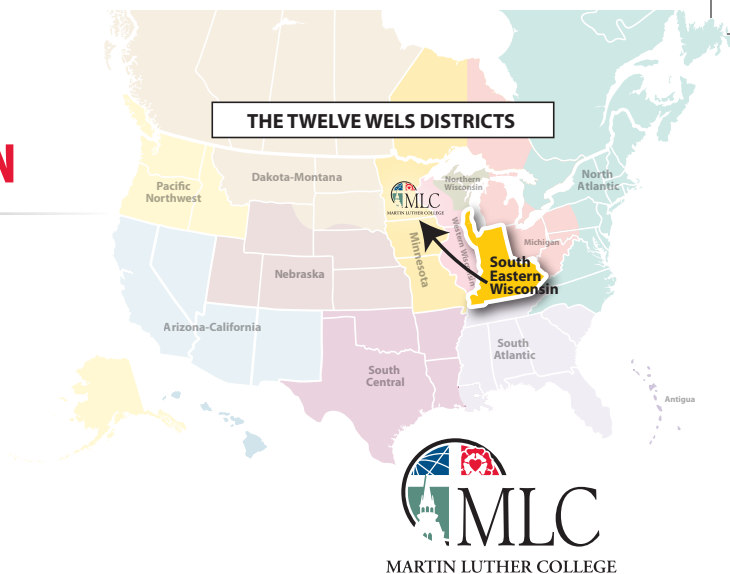 N
THE TWELVE WELS DISTRICTS
Pacific
Northwest
Dakota-Montana
Northern
Wisconsin
North
Atlantic
MLC
MARTIN LUTHER COLLEGE
Minnesota
Western Wisconsin
Michigan
South
Eastern
Wisconsin
Nebraska
Arizona-California
South
Atlantic
South
Central
Antigua
MLC
MARTIN LUTHER COLLEGE